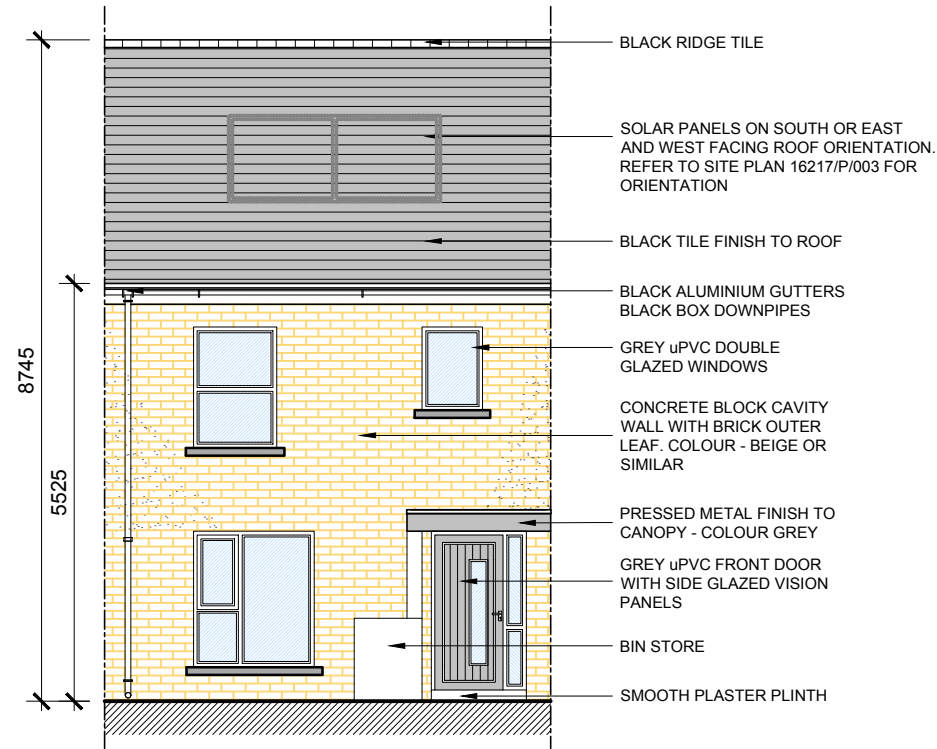 BLACK RIDGE TILE
SOLAR PANELS ON SOUTH OR EAST
AND WEST FACING ROOF ORIENTATION.
REFER TO SITE PLAN 16217/P/003 FOR
ORIENTATION
BLACK TILE FINISH TO ROOF
BLACK ALUMINIUM GUTTERS
BLACK BOX DOWNPIPES
GREY uPVC DOUBLE
GLAZED WINDOWS
CONCRETE BLOCK CAVITY
WALL WITH BRICK OUTER
LEAF. COLOUR - BEIGE OR
SIMILAR
PRESSED METAL FINISH TO
CANOPY - COLOUR GREY
GREY uPVC FRONT DOOR
WITH SIDE GLAZED VISION
PANELS
BIN STORE
SMOOTH PLASTER PLINTH
8745
5525